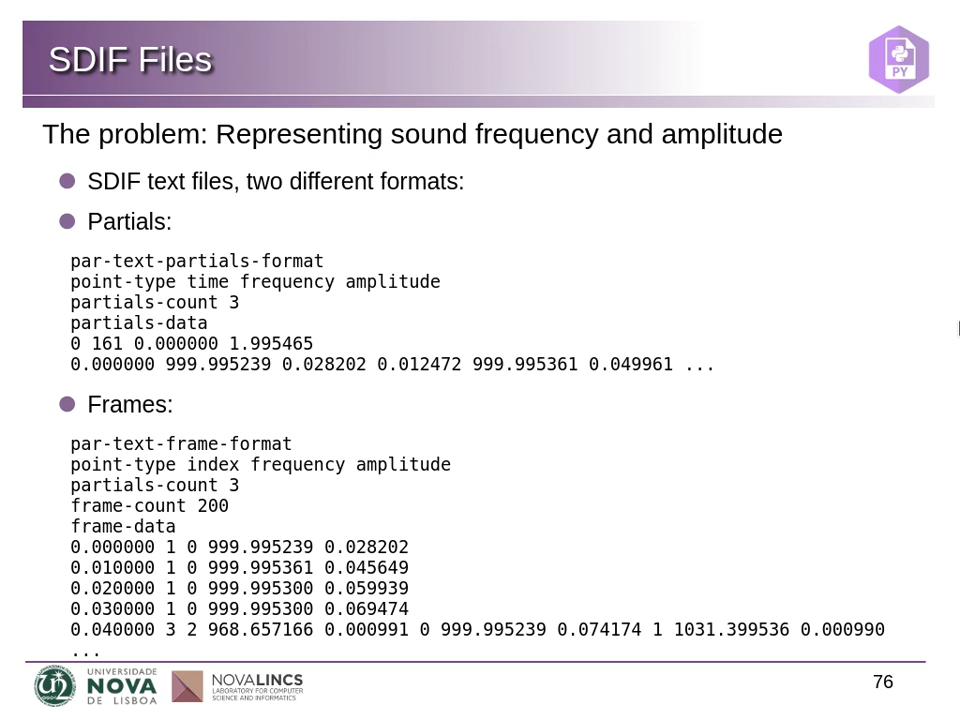 SDIF Files
PY
The problem: Representing sound frequency and amplitude
SDIF text files, two different formats:
Partials:
par-text-partials-format
point-type time frequency amplitude
partials-count 3
partials-data
0 161 0.000000 1.995465
0.000000 999.995239 0.028202 0.012472 999.995361 0.049961 ...
Frames:
par-text-frame-format
point-type index frequency amplitude
partials-count 3
frame-count 200
frame-data
0.000000 1 0 999.995239 0.028202
0.010000 1 0 999.995361 0.045649
0.020000 1 0 999.995300 0.059939
0.030000 1 0 999.995300 0.069474
0.040000 3 2 968.657166 0.000991 0 999.995239 0.074174 1 1031.399536 0.000990
...
UNIVERSIDADE
NOVA
DE LISBOA
NOVALINCS
LABORATORY FOR COMPUTER
SCIENCE AND INFORMATICS
76